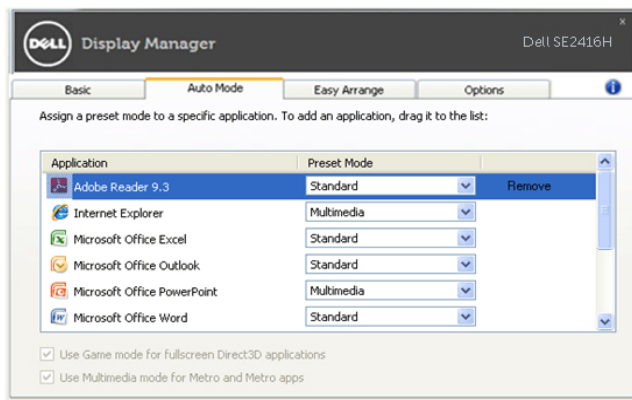 DELL Display Manager Dell SE2416H
Basic Auto Mode Easy Arrange Options
Assign a preset mode to a specific application. To add an application, drag it to the list:
Application Preset Mode
Adobe Reader 9.3 Standard Remove
Internet Explorer Multimedia
Microsoft Office Excel Standard
Microsoft Office Outlook Standard
Microsoft Office PowerPoint Multimedia
Microsoft Office Word Standard
Use Game mode for fullscreen Direct3D applications
Use Multimedia mode for Metro and Metro apps